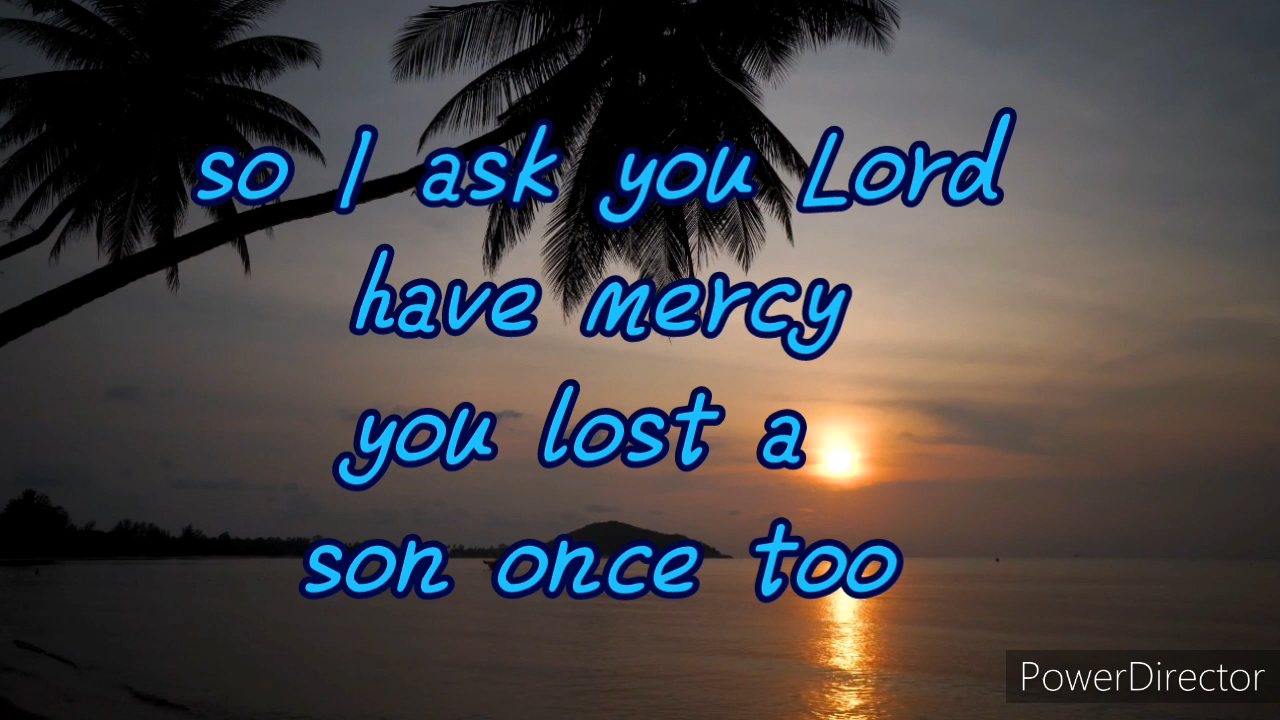 so I ask you Lord
have mercy
you lost a
son once too
PowerDirector